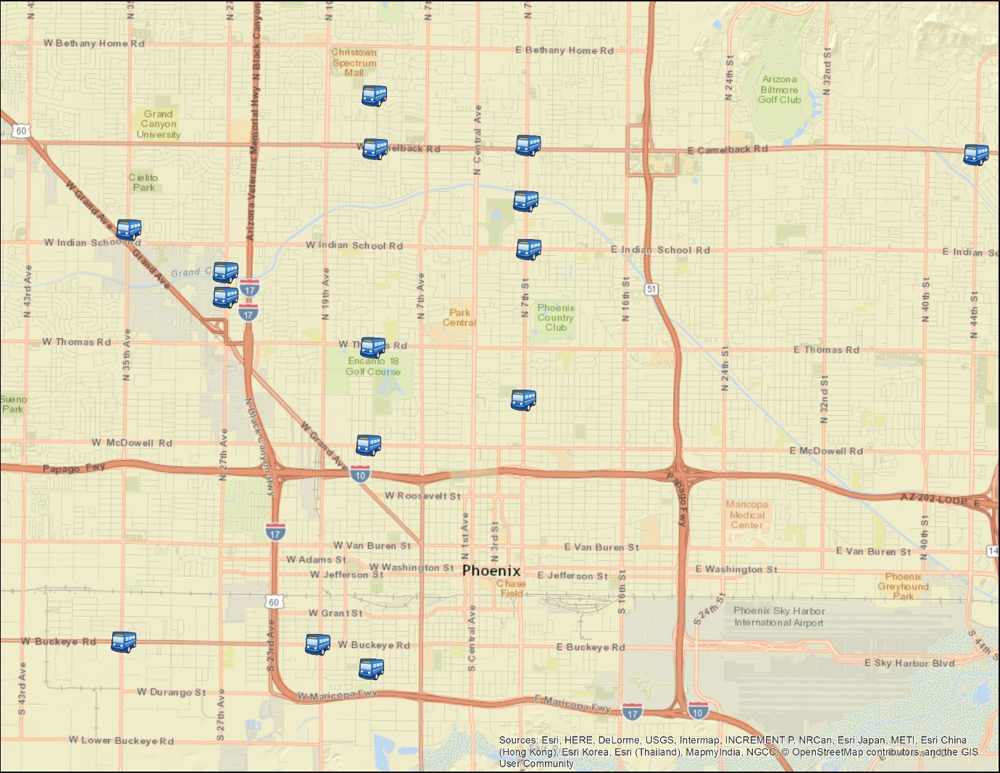 N 27
N 19
N 7t
N 7
W Bethany Home Rd
E Bethany Home Rd
Christown
Spectrum
Mall
Arizona Veterans Memorial Hwy N Black Canyon
N 24th St
N 32nd St
Arizona
Biltmore
Golf Club
Grand
Canyon
University
60
N Central Ave
E Camelback Rd
Cielito
Park
W Grand Ave
W Indian School Rd
W Indian School Rd
E Indian School Rd
E Indian Sc
Grand Ave
17
51
N 43rd Ave
N 19th Ave
N 7th Ave
N 7th St
N 16th St
N 40th St
N 44th St
17
Park
Central
Phoenix
Country
Club
W Thomas Rd
E Thomas Rd
N 35th Ave
N 24th St
Encanto 18
Golf Course
Sueno
Park
N 32nd St
N Black Canyon Hwy
N 27th Ave
W Grand Ave
W McDowell Rd
E McDowell Rd
Papago Fwy
10
Papago Fwy
W Roosevelt St
AZ-202-LOOP E
Maricopa
Medical
Center
N 1st Ave
N 3rd St
N 40th St
17
W Van Buren St
E Van Buren St
E Van Buren St
14
W Adams St
W Washington St
E Washington St
W Jefferson St
Phoenix
E Jefferson St
Chase
Field
Phoenix
Greyhound
Park
S 16th St
S 24th St
60
W Grant St
Phoenix Sky Harbor
International Airport
W Buckeye Rd
W Buckeye Rd
E Buckeye Rd
S 23rd Ave
S Central Ave
S 44th S
E Sky Harbor Blvd
S 43rd Ave
W Durango St
S 27th Ave
W Maricopa Fwy
E Maricopa Fwy
17
10
W Lower Buckeye Rd
Sources: Esri, HERE, DeLorme, USGS, Intermap, INCREMENT P, NRCan, Esri Japan, METI, Esri China
(Hong Kong), Esri Korea, Esri (Thailand), MapmyIndia, NGCC, © OpenStreetMap contributors, and the GIS
User Community